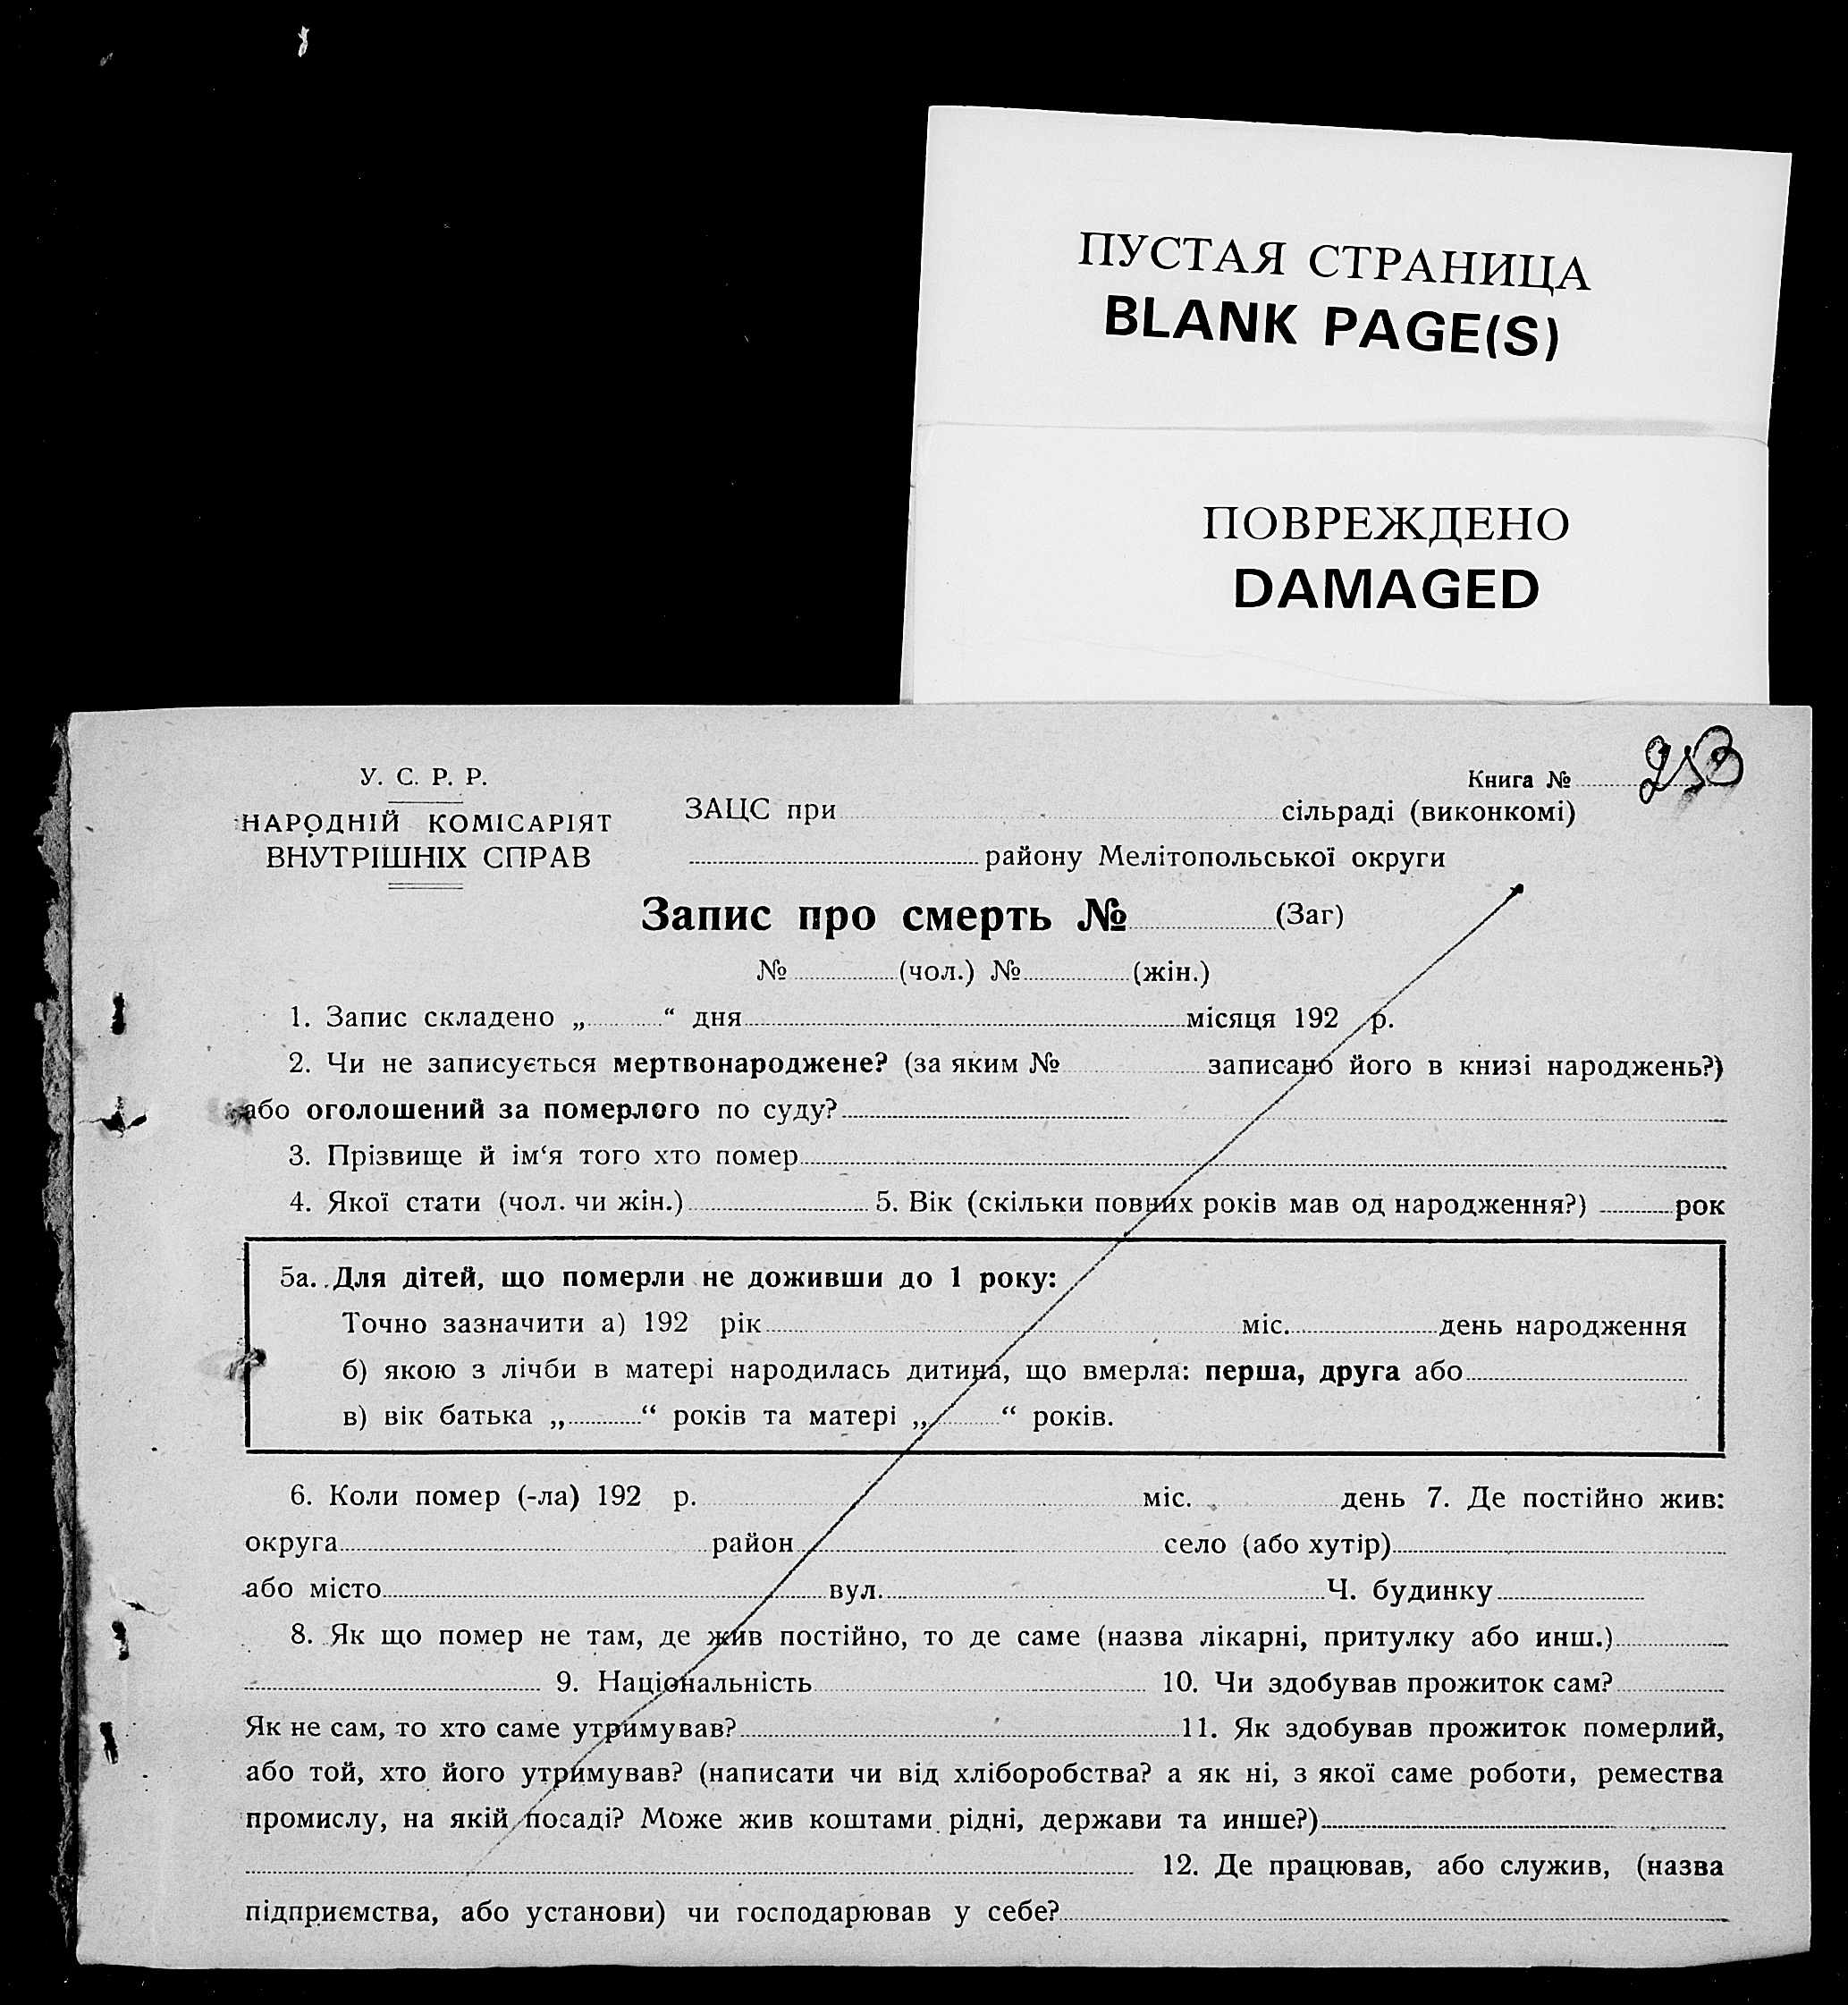 ПУСТАЯ СТРАНИЦА
BLANK PAGE(S)
ПОВРЕЖДЕНО
DAMAGED
У. С. Р. Р.
НАРОДНІЙ КОМІСАРІЯТ
ВНУТРІШНІХ СПРАВ
Книга №
253
ЗАЦС при сільраді (виконкомі)
району Мелітопольської округи
Запис про смерть № (Заг)
№ (чол.) № (жін.)
1. Запис складено „ “ дня місяця 192 р.
2. Чи не записується мертвонароджене? (за яким № записано його в книзі народжень?)
або оголошений за померлого по суду?
3. Прізвище й ім‘я того хто помер
4. Якої стати (чол. чи жін.) 5. Вік (скільки повних років мав од народження?) рок
5а. Для дітей, що померли не доживши до 1 року:
Точно зазначити а) 192 рік міс. день народження
б) якою з лічби в матері народилась дитина, що вмерла: перша, друга або
в) вік батька „ “ років та матері „ “ років.
6. Коли помер (-ла) 192 р. міс. день 7. Де постійно жив:
округа район село (або хутір)
або місто вул. Ч. будинку
8. Як що помер не там, де жив постійно, то де саме (назва лікарні, притулку або инш.)
9. Національність 10. Чи здобував прожиток сам?
Як не сам, то хто саме утримував? 11. Як здобував прожиток померлий,
або той, хто його утримував? (написати чи від хліборобства? а як ні, з якої саме роботи, ремества
промислу, на якій посаді? Може жив коштами рідні, держави та инше?)
12. Де працював, або служив, (назва
підприємства, або установи) чи господарював у себе?